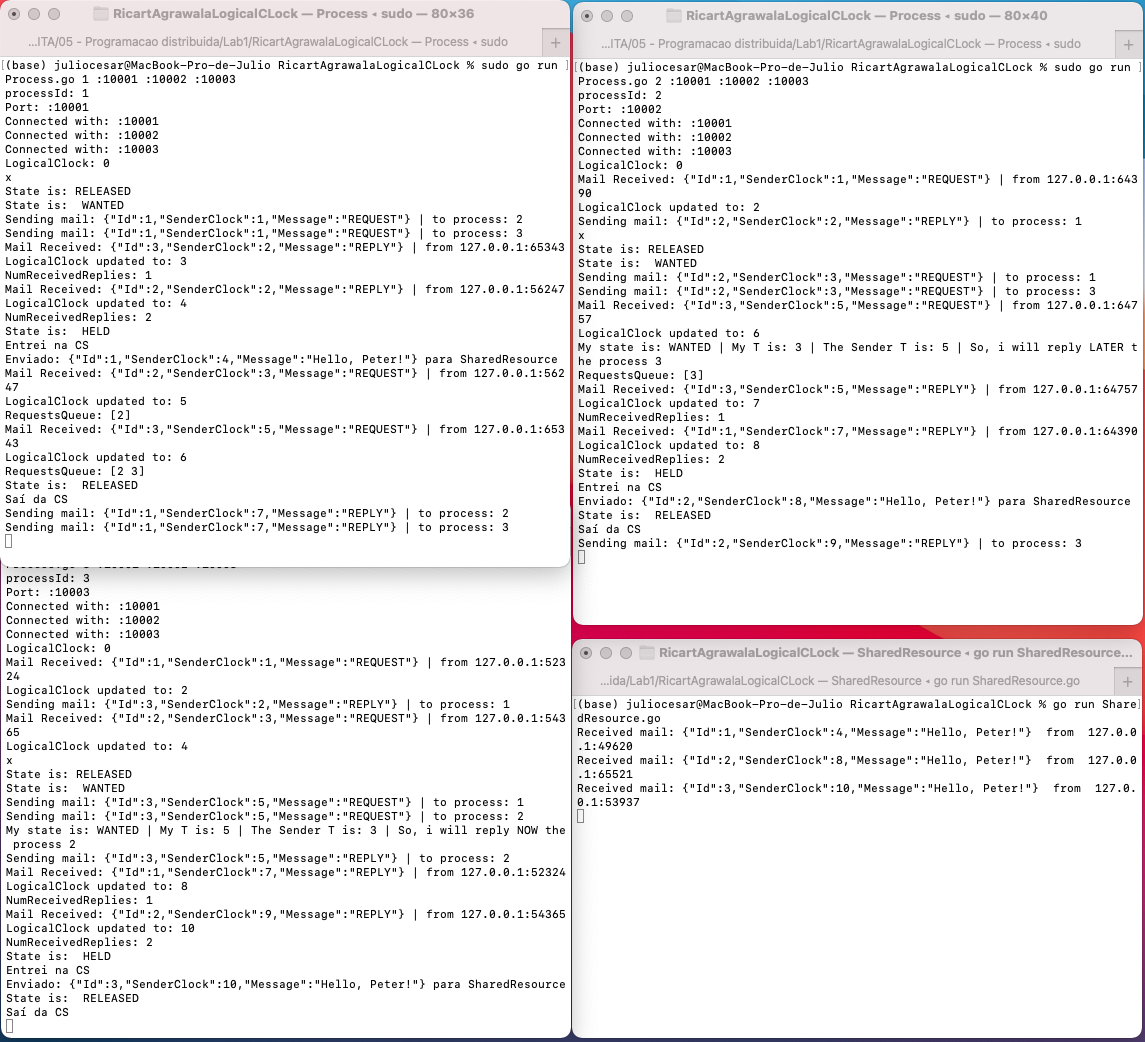 RicartAgrawalaLogicalCLock — Process ◂ sudo — 80×36
...ITA/05 - Programacao distribuida/Lab1/RicartAgrawalaLogicalCLock — Process ◂ sudo +
[(base) juliocesar@MacBook-Pro-de-Julio RicartAgrawalaLogicalCLock % sudo go run ]
Process.go 1 :10001 :10002 :10003
processId: 1
Port: :10001
Connected with: :10001
Connected with: :10002
Connected with: :10003
LogicalClock: 0
x
State is: RELEASED
State is:  WANTED
Sending mail: {"Id":1,"SenderClock":1,"Message":"REQUEST"} | to process: 2
Sending mail: {"Id":1,"SenderClock":1,"Message":"REQUEST"} | to process: 3
Mail Received: {"Id":3,"SenderClock":2,"Message":"REPLY"} | from 127.0.0.1:65343
LogicalClock updated to: 3
NumReceivedReplies: 1
Mail Received: {"Id":2,"SenderClock":2,"Message":"REPLY"} | from 127.0.0.1:56247
LogicalClock updated to: 4
NumReceivedReplies: 2
State is:  HELD
Entrei na CS
Enviado: {"Id":1,"SenderClock":4,"Message":"Hello, Peter!"} para SharedResource
Mail Received: {"Id":2,"SenderClock":3,"Message":"REQUEST"} | from 127.0.0.1:562
47
LogicalClock updated to: 5
RequestsQueue: [2]
Mail Received: {"Id":3,"SenderClock":5,"Message":"REQUEST"} | from 127.0.0.1:653
43
LogicalClock updated to: 6
RequestsQueue: [2 3]
State is:  RELEASED
Saí da CS
Sending mail: {"Id":1,"SenderClock":7,"Message":"REPLY"} | to process: 2
Sending mail: {"Id":1,"SenderClock":7,"Message":"REPLY"} | to process: 3
RicartAgrawalaLogicalCLock — Process ◂ sudo — 80×40
...ITA/05 - Programacao distribuida/Lab1/RicartAgrawalaLogicalCLock — Process ◂ sudo +
[(base) juliocesar@MacBook-Pro-de-Julio RicartAgrawalaLogicalCLock % sudo go run ]
Process.go 2 :10001 :10002 :10003
processId: 2
Port: :10002
Connected with: :10001
Connected with: :10002
Connected with: :10003
LogicalClock: 0
Mail Received: {"Id":1,"SenderClock":1,"Message":"REQUEST"} | from 127.0.0.1:643
90
LogicalClock updated to: 2
Sending mail: {"Id":2,"SenderClock":2,"Message":"REPLY"} | to process: 1
x
State is: RELEASED
State is:  WANTED
Sending mail: {"Id":2,"SenderClock":3,"Message":"REQUEST"} | to process: 1
Sending mail: {"Id":2,"SenderClock":3,"Message":"REQUEST"} | to process: 3
Mail Received: {"Id":3,"SenderClock":5,"Message":"REQUEST"} | from 127.0.0.1:647
57
LogicalClock updated to: 6
My state is: WANTED | My T is: 3 | The Sender T is: 5 | So, i will reply LATER t
he process 3
RequestsQueue: [3]
Mail Received: {"Id":3,"SenderClock":5,"Message":"REPLY"} | from 127.0.0.1:64757
LogicalClock updated to: 7
NumReceivedReplies: 1
Mail Received: {"Id":1,"SenderClock":7,"Message":"REPLY"} | from 127.0.0.1:64390
LogicalClock updated to: 8
NumReceivedReplies: 2
State is:  HELD
Entrei na CS
Enviado: {"Id":2,"SenderClock":8,"Message":"Hello, Peter!"} para SharedResource
State is:  RELEASED
Saí da CS
Sending mail: {"Id":2,"SenderClock":9,"Message":"REPLY"} | to process: 3
processId: 3
Port: :10003
Connected with: :10001
Connected with: :10002
Connected with: :10003
LogicalClock: 0
Mail Received: {"Id":1,"SenderClock":1,"Message":"REQUEST"} | from 127.0.0.1:523
24
LogicalClock updated to: 2
Sending mail: {"Id":3,"SenderClock":2,"Message":"REPLY"} | to process: 1
Mail Received: {"Id":2,"SenderClock":3,"Message":"REQUEST"} | from 127.0.0.1:543
65
LogicalClock updated to: 4
x
State is: RELEASED
State is:  WANTED
Sending mail: {"Id":3,"SenderClock":5,"Message":"REQUEST"} | to process: 1
Sending mail: {"Id":3,"SenderClock":5,"Message":"REQUEST"} | to process: 2
My state is: WANTED | My T is: 5 | The Sender T is: 3 | So, i will reply NOW the
 process 2
Sending mail: {"Id":3,"SenderClock":5,"Message":"REPLY"} | to process: 2
Mail Received: {"Id":1,"SenderClock":7,"Message":"REPLY"} | from 127.0.0.1:52324
LogicalClock updated to: 8
NumReceivedReplies: 1
Mail Received: {"Id":2,"SenderClock":9,"Message":"REPLY"} | from 127.0.0.1:54365
LogicalClock updated to: 10
NumReceivedReplies: 2
State is:  HELD
Entrei na CS
Enviado: {"Id":3,"SenderClock":10,"Message":"Hello, Peter!"} para SharedResource
State is:  RELEASED
Saí da CS
RicartAgrawalaLogicalCLock — SharedResource ◂ go run SharedResource...
...ida/Lab1/RicartAgrawalaLogicalCLock — SharedResource ◂ go run SharedResource.go +
[(base) juliocesar@MacBook-Pro-de-Julio RicartAgrawalaLogicalCLock % go run Share]
dResource.go
Received mail: {"Id":1,"SenderClock":4,"Message":"Hello, Peter!"}  from  127.0.0
.1:49620
Received mail: {"Id":2,"SenderClock":8,"Message":"Hello, Peter!"}  from  127.0.0
.1:65521
Received mail: {"Id":3,"SenderClock":10,"Message":"Hello, Peter!"}  from  127.0.
0.1:53937